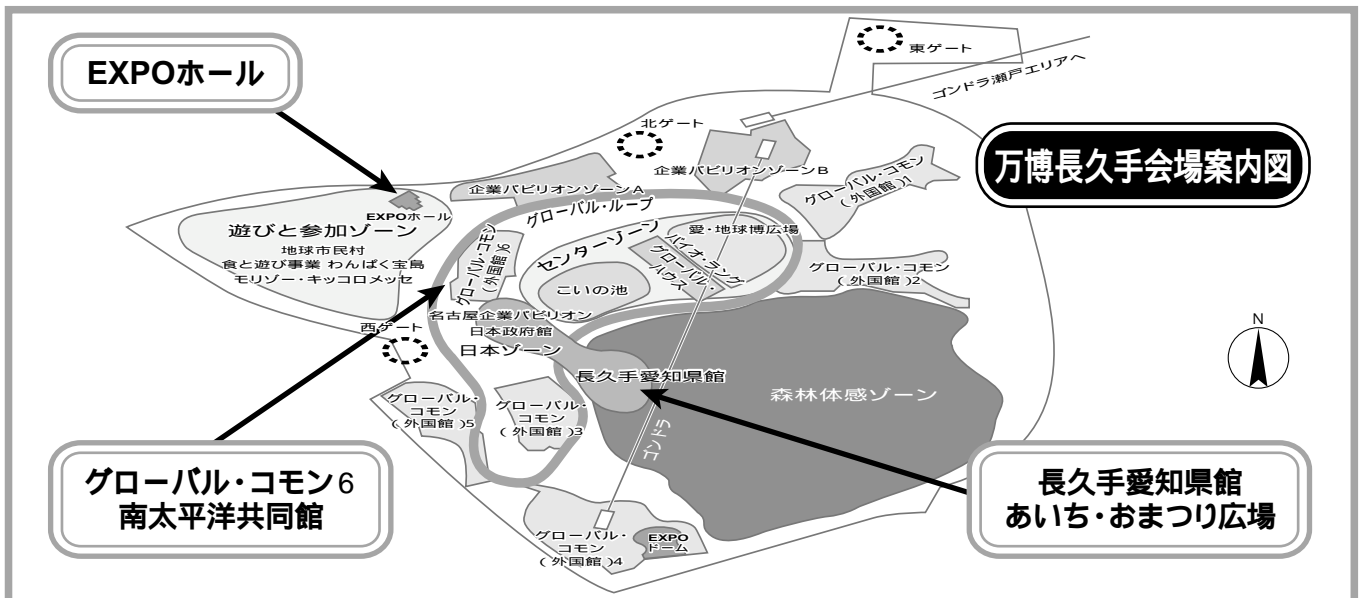 EXPOホール
東ゲート
ゴンドラ瀬戸エリアへ
北ゲート
万博長久手会場案内図
企業パビリオンゾーンB
企業パビリオンゾーンA
グローバル・コモン
(外国館)1
EXPOホール
グローバル・ループ
遊びと参加ゾーン
地球市民村
食と遊び事業 わんぱく宝島
モリゾー・キッコロメッセ
グローバル・コモン
(外国館)6
センターゾーン
愛・地球博広場
バイオ・ラング
グローバル・
ハウス
グローバル・コモン
(外国館)2
こいの池
名古屋企業パビリオン
日本政府館
西ゲート
日本ゾーン
N
長久手愛知県館
森林体感ゾーン
グローバル・
コモン
(外国館)5
グローバル・
コモン
(外国館)3
ゴンドラ
グローバル・コモン6
南太平洋共同館
長久手愛知県館
あいち・おまつり広場
グローバル・
コモン
(外国館)4
EXPO
ドーム